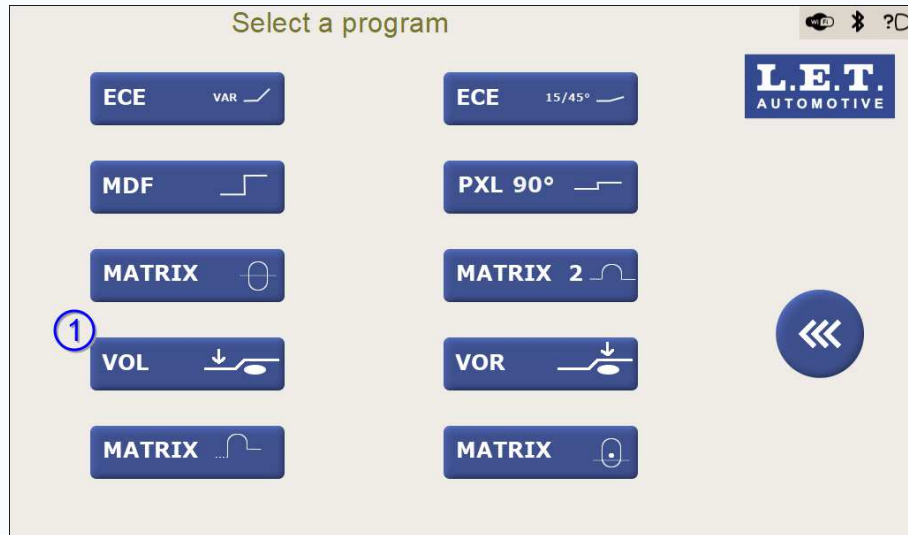 Select a program
WiFi ?
L.E.T.
AUTOMOTIVE
ECE VAR
ECE 15/45°
MDF
PXL 90°
MATRIX
MATRIX 2
1
VOL
VOR
MATRIX
MATRIX